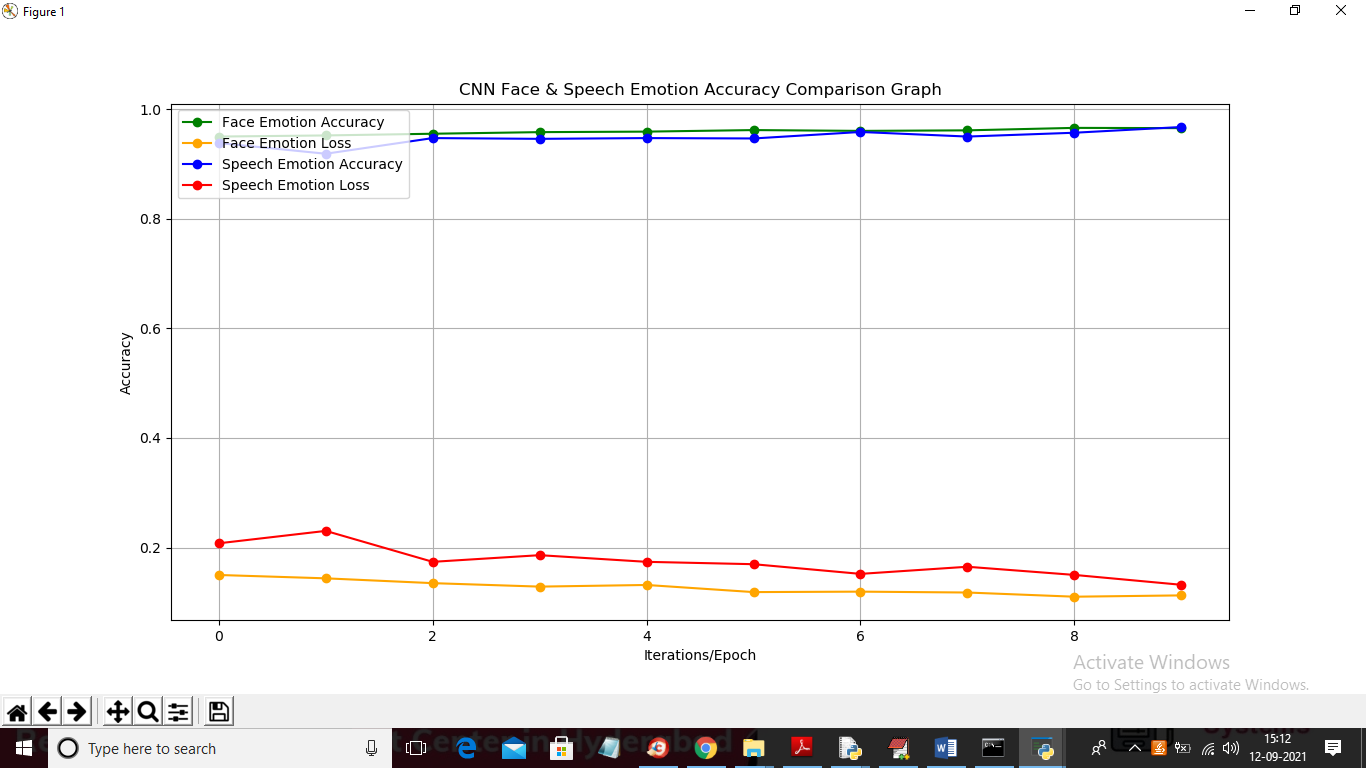 Figure 1
CNN Face & Speech Emotion Accuracy Comparison Graph
1.0
0.8
0.6
0.4
0.2
Accuracy
Face Emotion Accuracy
Face Emotion Loss
Speech Emotion Accuracy
Speech Emotion Loss
0 2 4 6 8
Iterations/Epoch
Activate Windows
Go to Settings to activate Windows.
Type here to search
15:12
12-09-2021